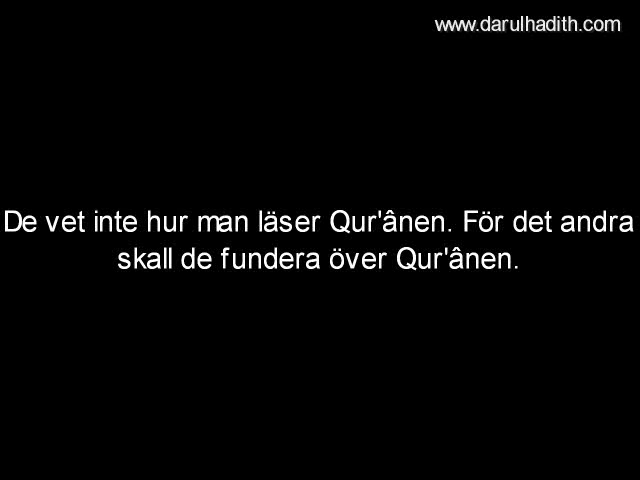 www.darulhadith.com
De vet inte hur man läser Qur'ânen. För det andra
skall de fundera över Qur'ânen.